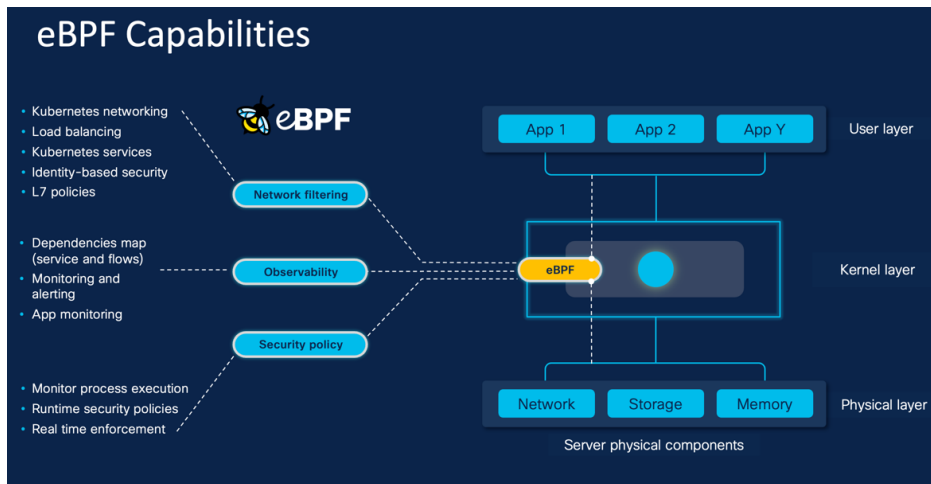 eBPF Capabilities
• Kubernetes networking
• Load balancing
• Kubernetes services
• Identity-based security
• L7 policies
eBPF
Network filtering
• Dependencies map
(service and flows)
• Monitoring and
alerting
• App monitoring
Observability
Security policy
• Monitor process execution
• Runtime security policies
• Real time enforcement
App 1
App 2
App Y
User layer
eBPF
Kernel layer
Network
Storage
Memory
Physical layer
Server physical components